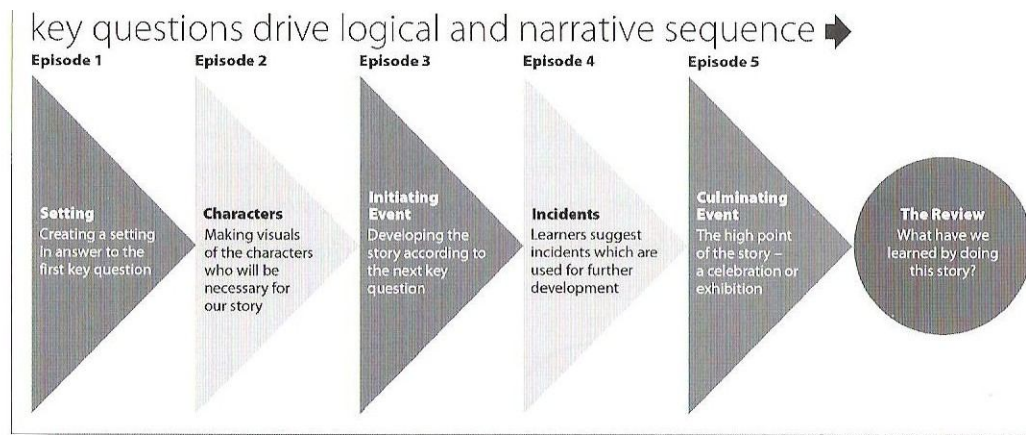 key questions drive logical and narrative sequence
Episode 1
Episode 2
Episode 3
Episode 4
Episode 5
Setting
Creating a setting
in answer to the
first key question
Characters
Making visuals
of the characters
who will be
necessary for
our story
Initiating
Event
Developing the
story according to
the next key
question
Incidents
Learners suggest
incidents which are
used for further
development
Culminating
Event
The high point
of the story –
a celebration or
exhibition
The Review
What have we
learned by doing
this story?